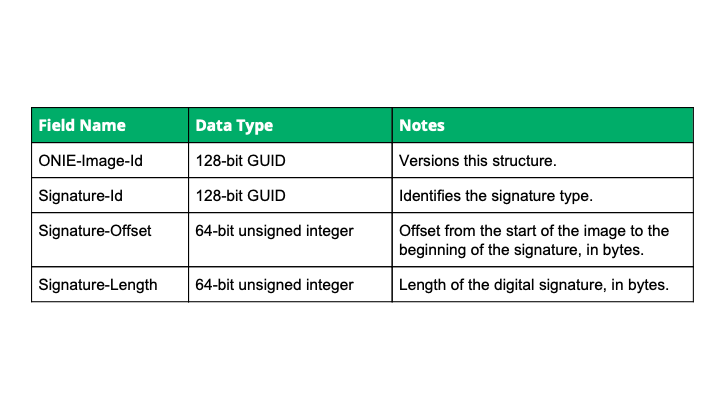 Field Name Data Type Notes
ONIE-Image-Id 128-bit GUID Versions this structure.
Signature-Id 128-bit GUID Identifies the signature type.
Signature-Offset 64-bit unsigned integer Offset from the start of the image to the
beginning of the signature, in bytes.
Signature-Length 64-bit unsigned integer Length of the digital signature, in bytes.